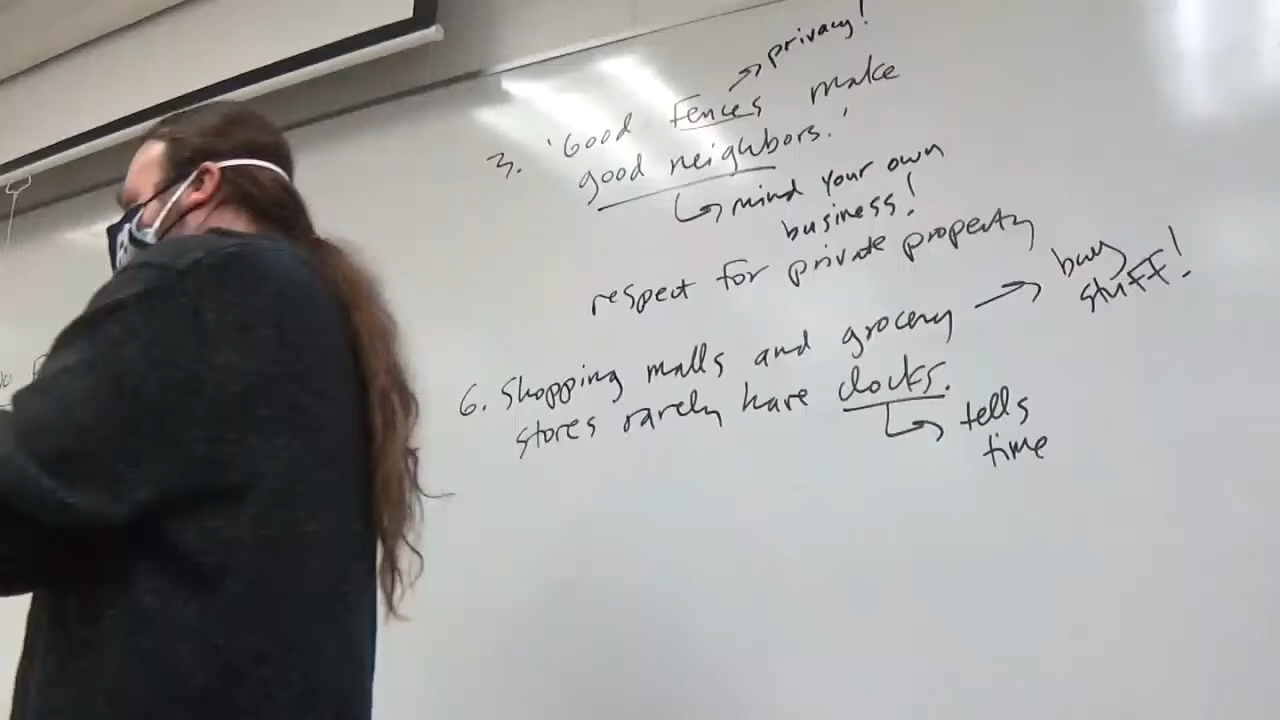 privacy!
3. 'Good Fences make
good neighbors.'
mind your own
business!
respect for private property
6. Shopping malls and grocery
buy
stuff!
stores rarely have clocks.
tells
time